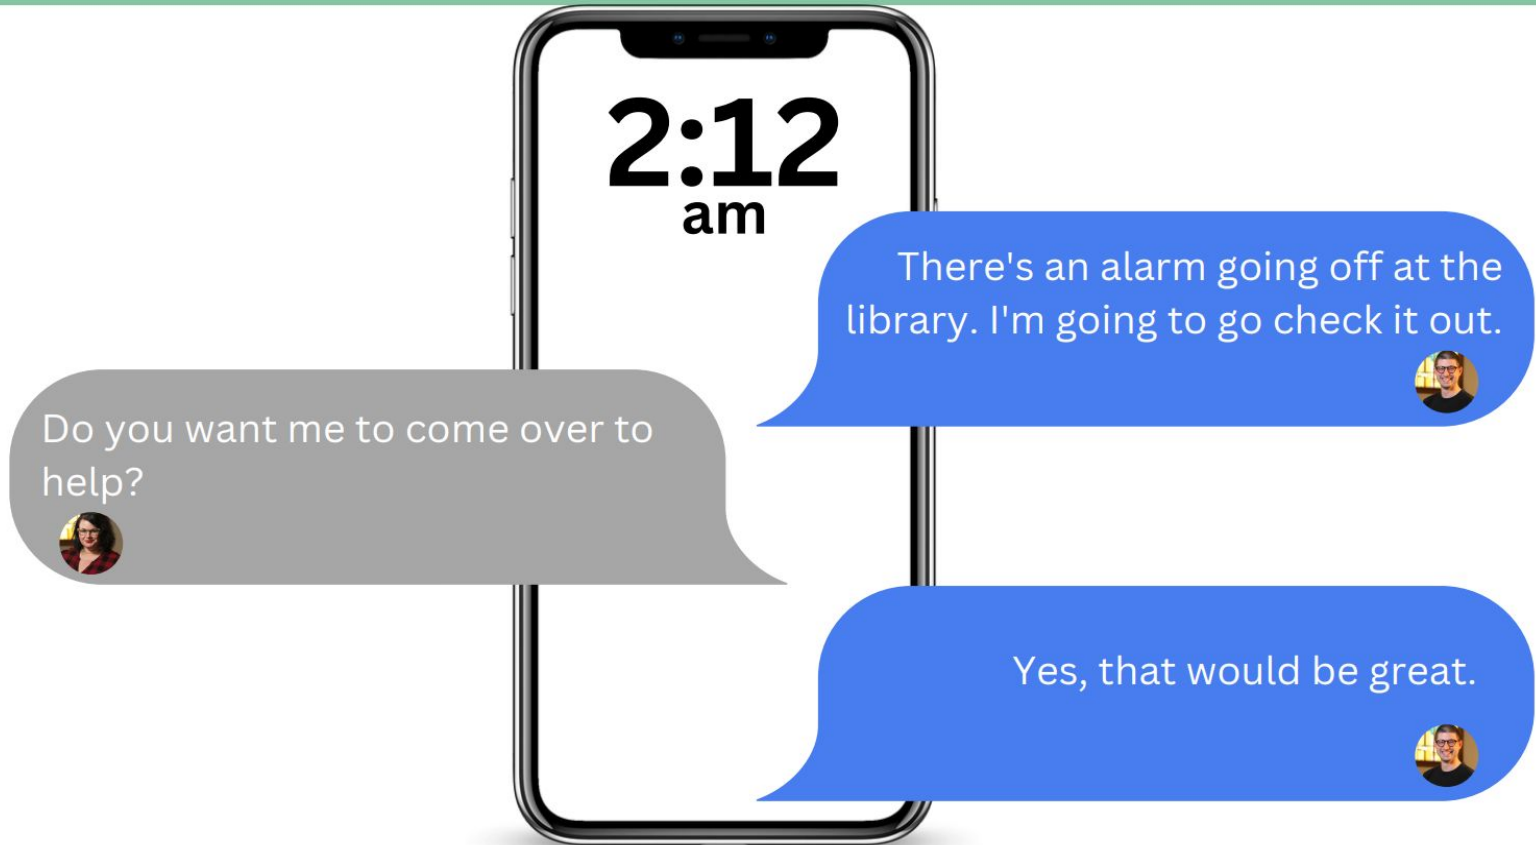 2:12
am
There's an alarm going off at the
library. I'm going to go check it out.
Do you want me to come over to
help?
Yes, that would be great.